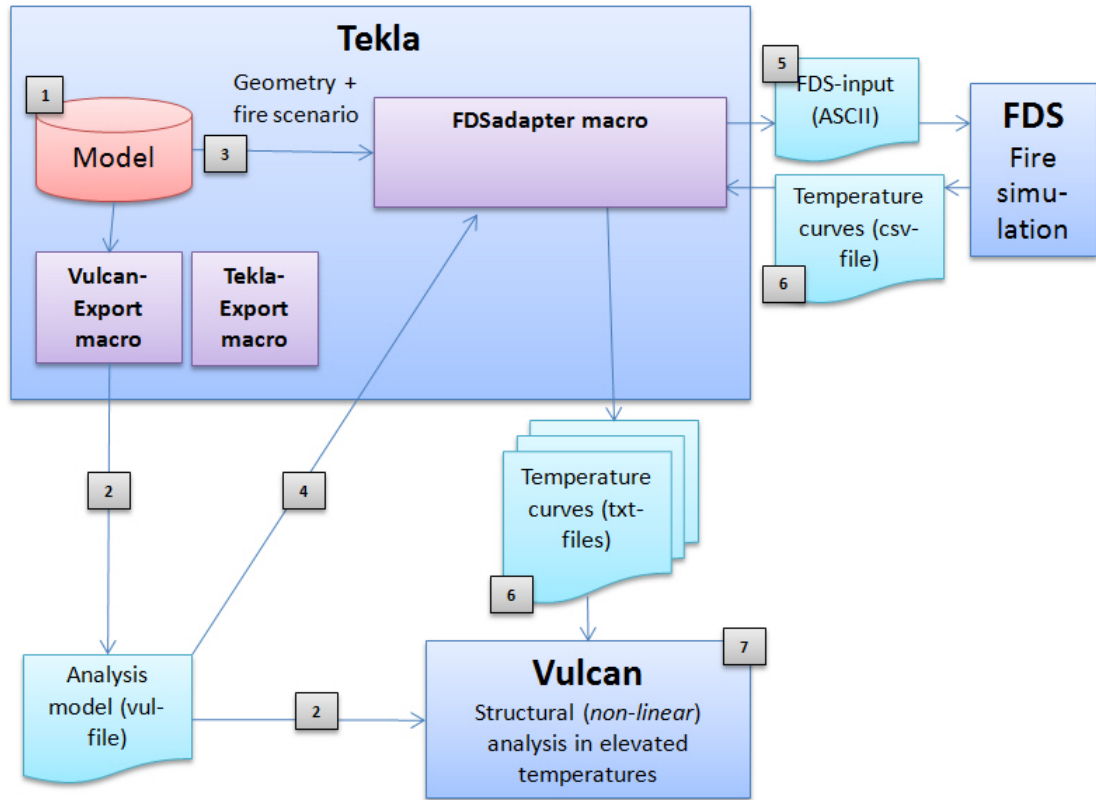 Tekla
1
Model
Geometry +
fire scenario
3
FDSadapter macro
5
FDS-input
(ASCII)
FDS
Fire
simu-
lation
Temperature
curves (csv-
file)
6
Vulcan-
Export
macro
Tekla-
Export
macro
2
4
Temperature
curves (txt-
files)
6
Analysis
model (vul-
file)
2
7
Vulcan
Structural (non-linear)
analysis in elevated
temperatures